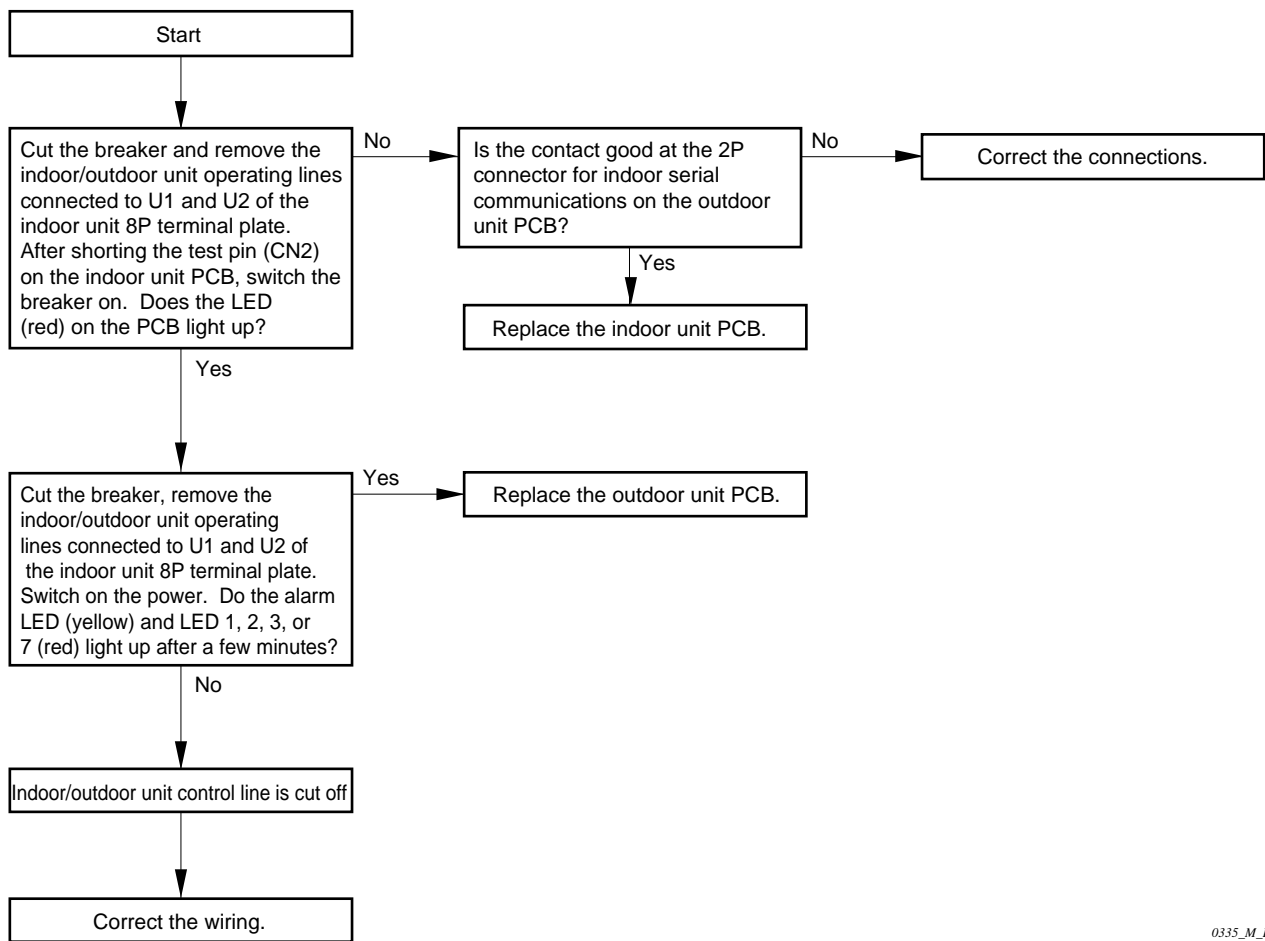 Start
Cut the breaker and remove the
indoor/outdoor unit operating lines
connected to U1 and U2 of the
indoor unit 8P terminal plate.
After shorting the test pin (CN2)
on the indoor unit PCB, switch the
breaker on. Does the LED
(red) on the PCB light up?
No
Is the contact good at the 2P
connector for indoor serial
communications on the outdoor
unit PCB?
No
Correct the connections.
Yes
Replace the indoor unit PCB.
Yes
Cut the breaker, remove the
indoor/outdoor unit operating
lines connected to U1 and U2 of
the indoor unit 8P terminal plate.
Switch on the power. Do the alarm
LED (yellow) and LED 1, 2, 3, or
7 (red) light up after a few minutes?
Yes
Replace the outdoor unit PCB.
No
Indoor/outdoor unit control line is cut off
Correct the wiring.
0335_M_